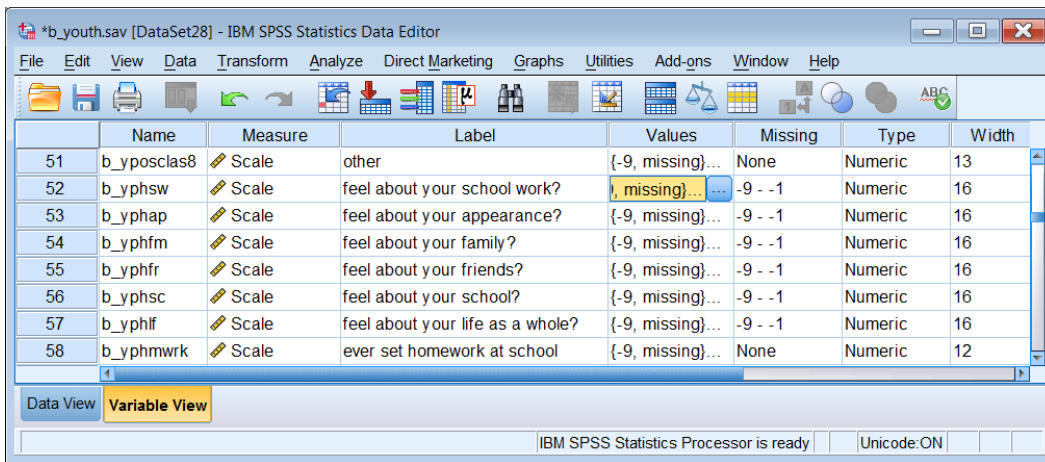 *b_youth.sav [DataSet28] - IBM SPSS Statistics Data Editor
File Edit View Data Transform Analyze Direct Marketing Graphs Utilities Add-ons Window Help
Name Measure Label Values Missing Type Width
51 b_yposclas8 Scale other {-9, missing}... None Numeric 13
52 b_yphsw Scale feel about your school work? , missing}... ... -9 - -1 Numeric 16
53 b_yphap Scale feel about your appearance? {-9, missing}... -9 - -1 Numeric 16
54 b_yphfm Scale feel about your family? {-9, missing}... -9 - -1 Numeric 16
55 b_yphfr Scale feel about your friends? {-9, missing}... -9 - -1 Numeric 16
56 b_yphsc Scale feel about your school? {-9, missing}... -9 - -1 Numeric 16
57 b_yphlf Scale feel about your life as a whole? {-9, missing}... -9 - -1 Numeric 16
58 b_yphmwrk Scale ever set homework at school {-9, missing}... None Numeric 12
Data View Variable View
IBM SPSS Statistics Processor is ready Unicode:ON